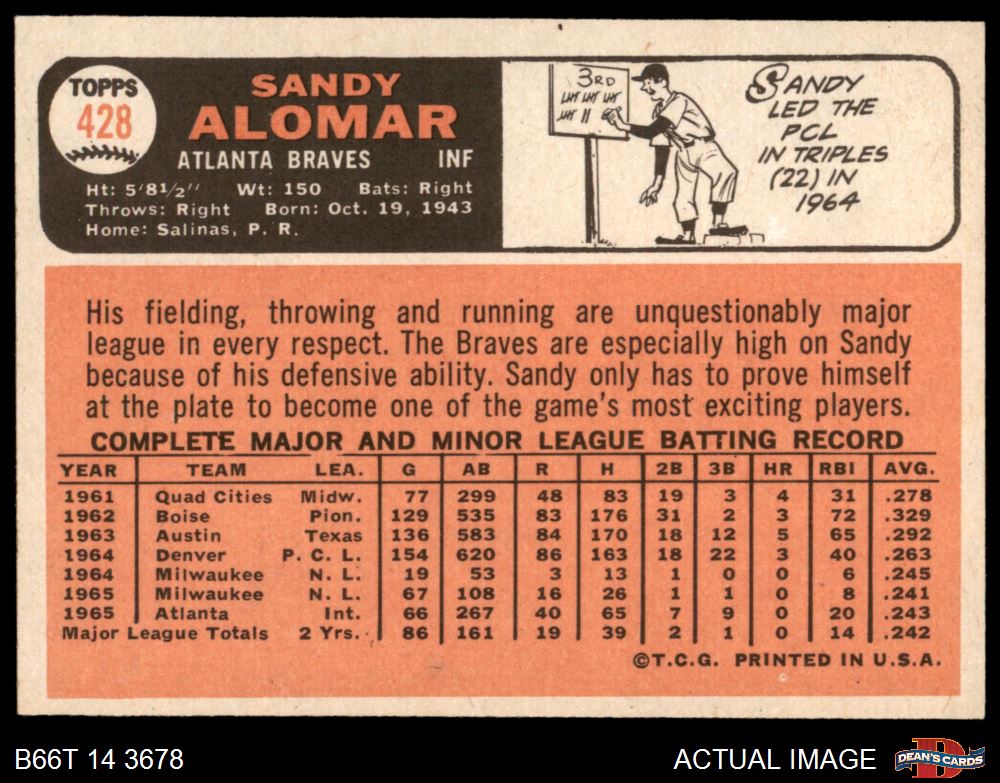 TOPPS
428
SANDY
ALOMAR
ATLANTA BRAVES INF
Ht: 5'8 1/2" Wt: 150 Bats: Right
Throws: Right Born: Oct. 19, 1943
Home: Salinas, P. R.
3RD
SANDY
LED THE
PCL
IN TRIPLES
(22) IN
1964
His fielding, throwing and running are unquestionably major
league in every respect. The Braves are especially high on Sandy
because of his defensive ability. Sandy only has to prove himself
at the plate to become one of the game's most exciting players.
COMPLETE MAJOR AND MINOR LEAGUE BATTING RECORD
YEAR TEAM LEA. G AB R H 2B 3B HR RBI AVG.
1961 Quad Cities Midw. 77 299 48 83 19 3 4 31 .278
1962 Boise Pion. 129 535 83 176 31 2 3 72 .329
1963 Austin Texas 136 583 84 170 18 12 5 65 .292
1964 Denver P. C. L. 154 620 86 163 18 22 3 40 .263
1964 Milwaukee N. L. 19 53 3 13 1 0 0 6 .245
1965 Milwaukee N. L. 67 108 16 26 1 1 0 8 .241
1965 Atlanta Int. 66 267 40 65 7 9 0 20 .243
Major League Totals 2 Yrs. 86 161 19 39 2 1 0 14 .242
©T.C.G. PRINTED IN U.S.A.
B66T 14 3678
ACTUAL IMAGE
DEAN'S CARDS